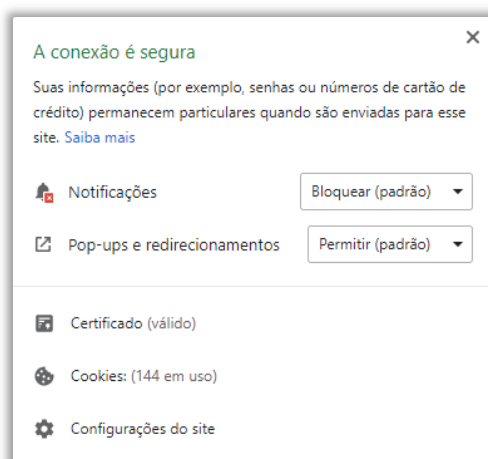 A conexão é segura
Suas informações (por exemplo, senhas ou números de cartão de
crédito) permanecem particulares quando são enviadas para esse
site. Saiba mais
Notificações Bloquear (padrão)
Pop-ups e redirecionamentos Permitir (padrão)
Certificado (válido)
Cookies: (144 em uso)
Configurações do site